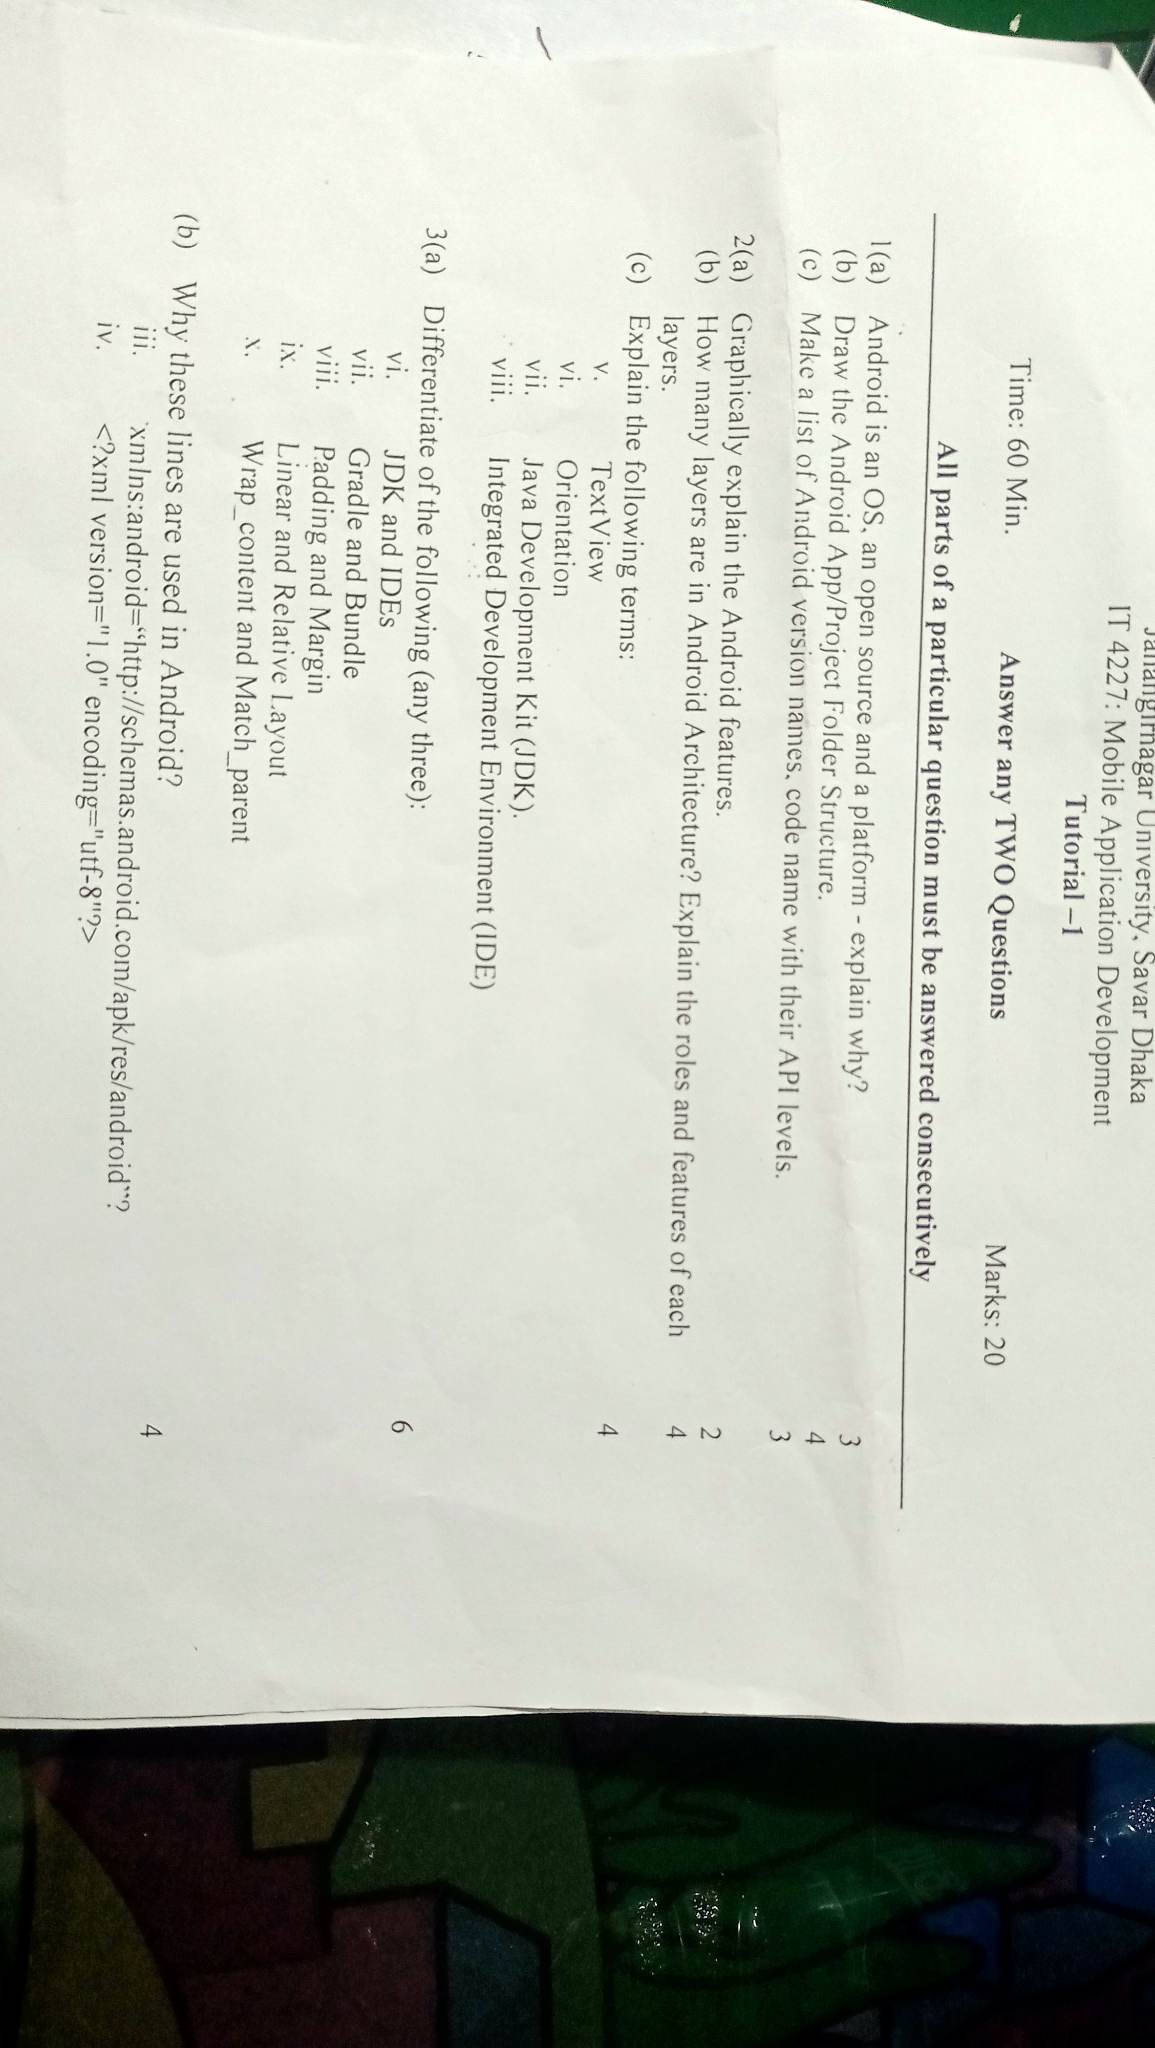 Jahangirnagar University, Savar Dhaka
IT 4227: Mobile Application Development
Tutorial –1
Time: 60 Min. Answer any TWO Questions Marks: 20
All parts of a particular question must be answered consecutively
1(a) Android is an OS, an open source and a platform - explain why? 3
(b) Draw the Android App/Project Folder Structure. 4
(c) Make a list of Android version names, code name with their API levels. 3
2(a) Graphically explain the Android features. 2
(b) How many layers are in Android Architecture? Explain the roles and features of each 4
layers.
(c) Explain the following terms: 4
v. TextView
vi. Orientation
vii. Java Development Kit (JDK).
viii. Integrated Development Environment (IDE)
3(a) Differentiate of the following (any three): 6
vi. JDK and IDEs
vii. Gradle and Bundle
viii. Padding and Margin
ix. Linear and Relative Layout
x. Wrap_content and Match_parent
(b) Why these lines are used in Android? 4
iii. xmlns:android=“http://schemas.android.com/apk/res/android”?
iv. <?xml version="1.0" encoding="utf-8"?>